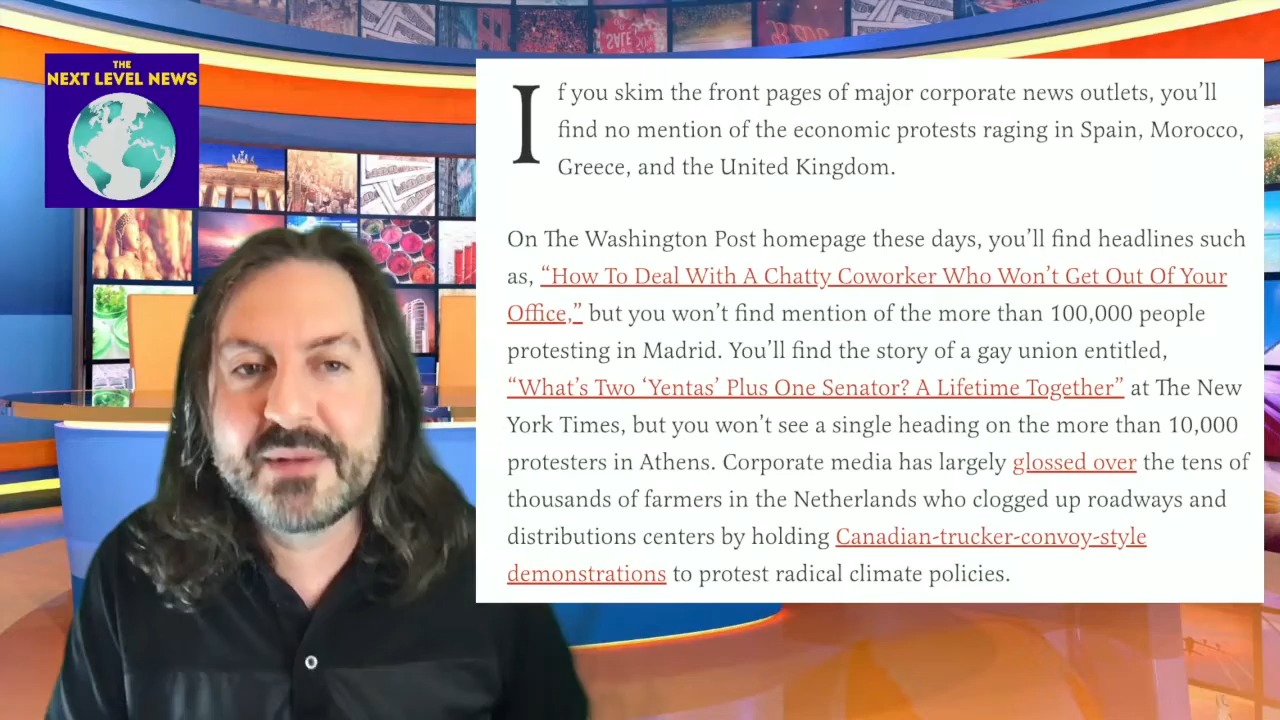 THE
NEXT LEVEL NEWS
If you skim the front pages of major corporate news outlets, you’ll
find no mention of the economic protests raging in Spain, Morocco,
Greece, and the United Kingdom.
On The Washington Post homepage these days, you’ll find headlines such
as, “How To Deal With A Chatty Coworker Who Won’t Get Out Of Your
Office,” but you won’t find mention of the more than 100,000 people
protesting in Madrid. You’ll find the story of a gay union entitled,
“What’s Two ‘Yentas’ Plus One Senator? A Lifetime Together” at The New
York Times, but you won’t see a single heading on the more than 10,000
protesters in Athens. Corporate media has largely glossed over the tens of
thousands of farmers in the Netherlands who clogged up roadways and
distributions centers by holding Canadian-trucker-convoy-style
demonstrations to protest radical climate policies.